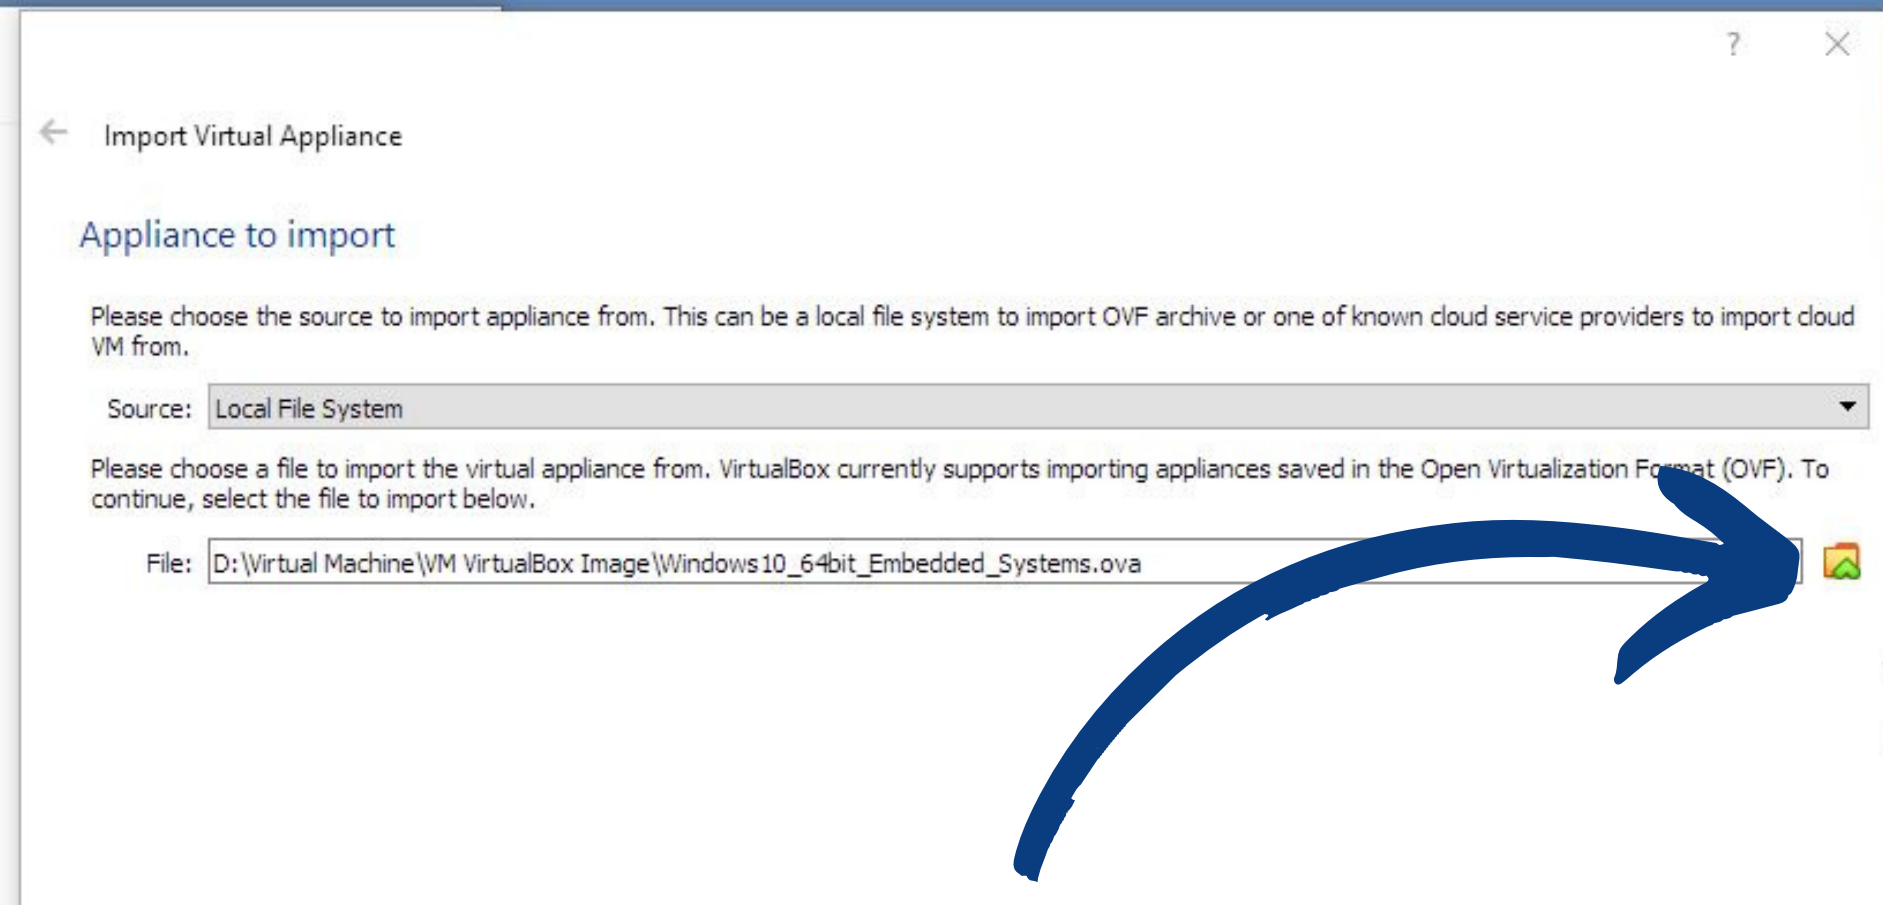 ?
Import Virtual Appliance
Appliance to import
Please choose the source to import appliance from. This can be a local file system to import OVF archive or one of known cloud service providers to import cloud
VM from.
Source: Local File System
Please choose a file to import the virtual appliance from. VirtualBox currently supports importing appliances saved in the Open Virtualization Format (OVF). To
continue, select the file to import below.
File: D:\Virtual Machine\VM VirtualBox Image\Windows10_64bit_Embedded_Systems.ova